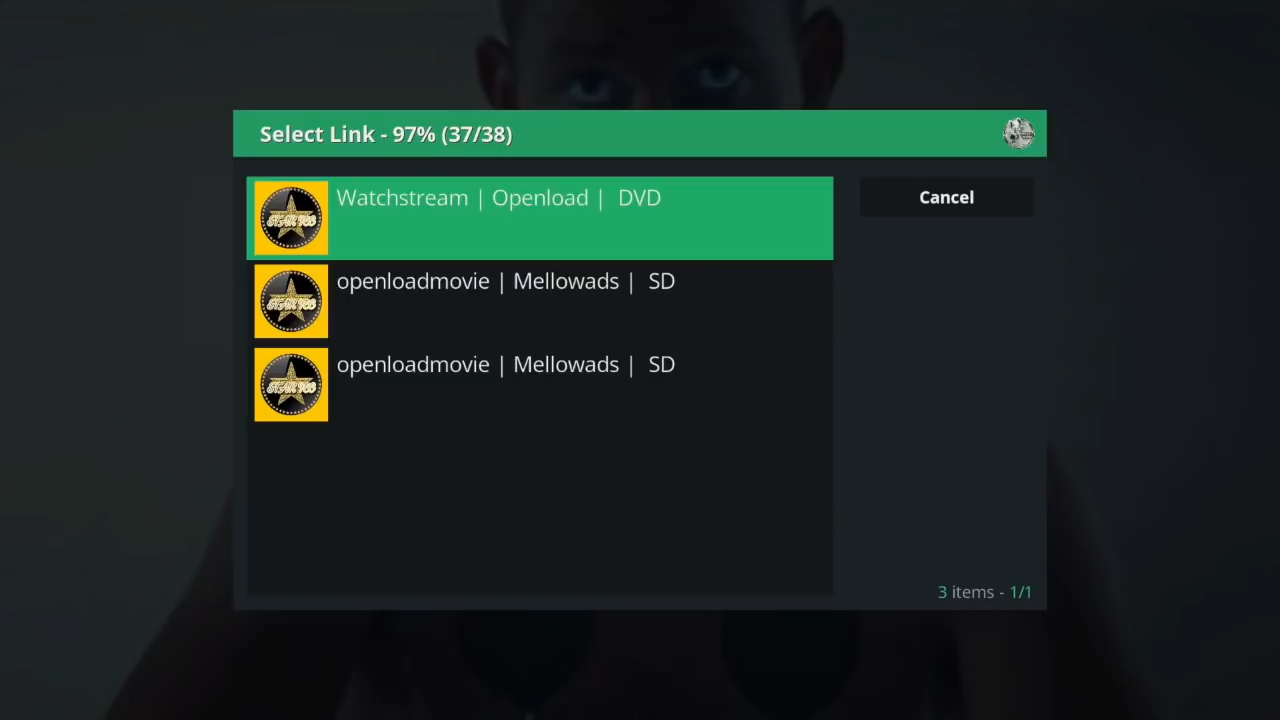 Select Link - 97% (37/38)
Watchstream | Openload | DVD
Cancel
openloadmovie | Mellowads | SD
openloadmovie | Mellowads | SD
3 items - 1/1